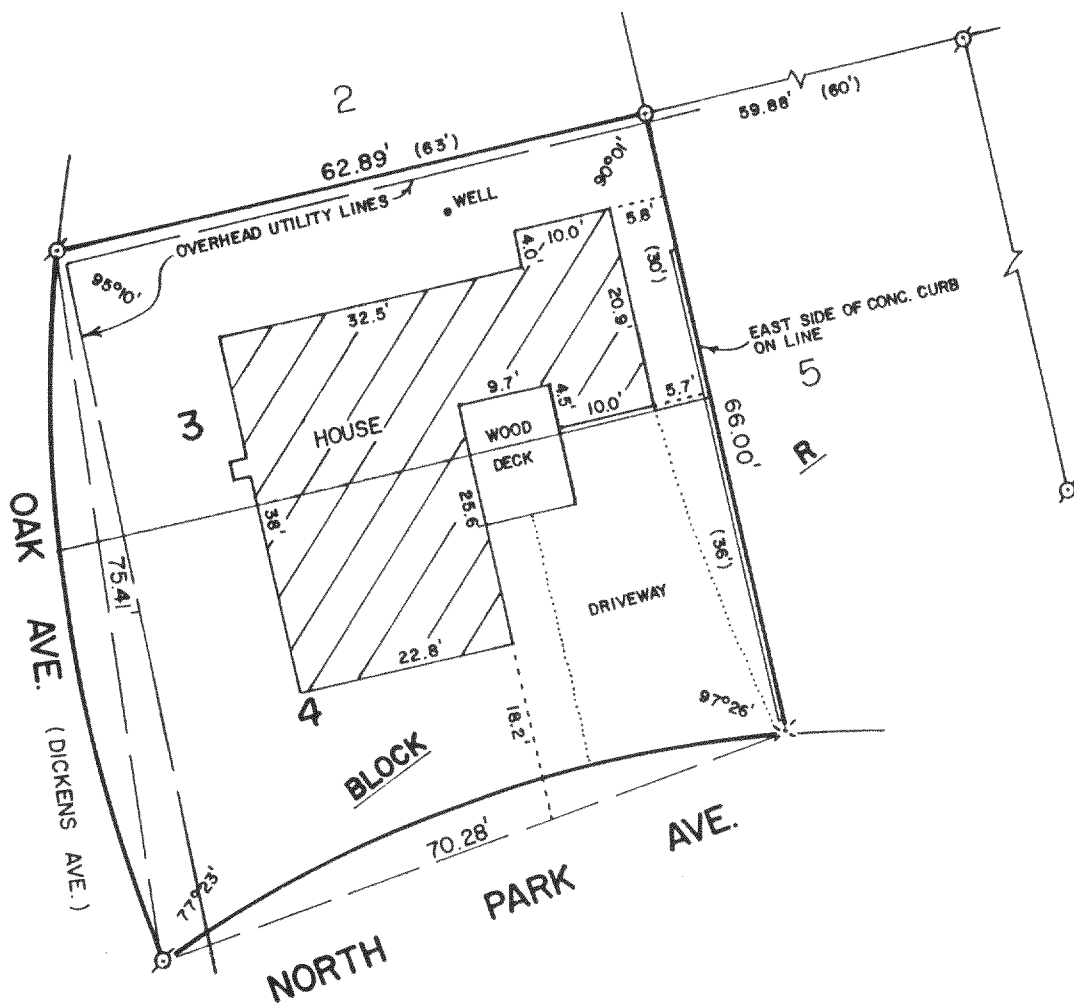 2
59.88' (60')
62.89' (63')
90°01'
WELL
OVERHEAD UTILITY LINES
95°10'
5.8'
4.0'
10.0'
(30')
20.9'
32.5'
EAST SIDE OF CONC. CURB
ON LINE
5
9.7'
4.5'
10.0'
5.7'
3
HOUSE
WOOD
DECK
66.00'
R
38'
25.6'
(36')
OAK AVE.
75.41'
DRIVEWAY
22.8'
4
97°26'
18.2'
BLOCK
(DICKENS AVE.)
70.28'
77°23'
NORTH PARK AVE.